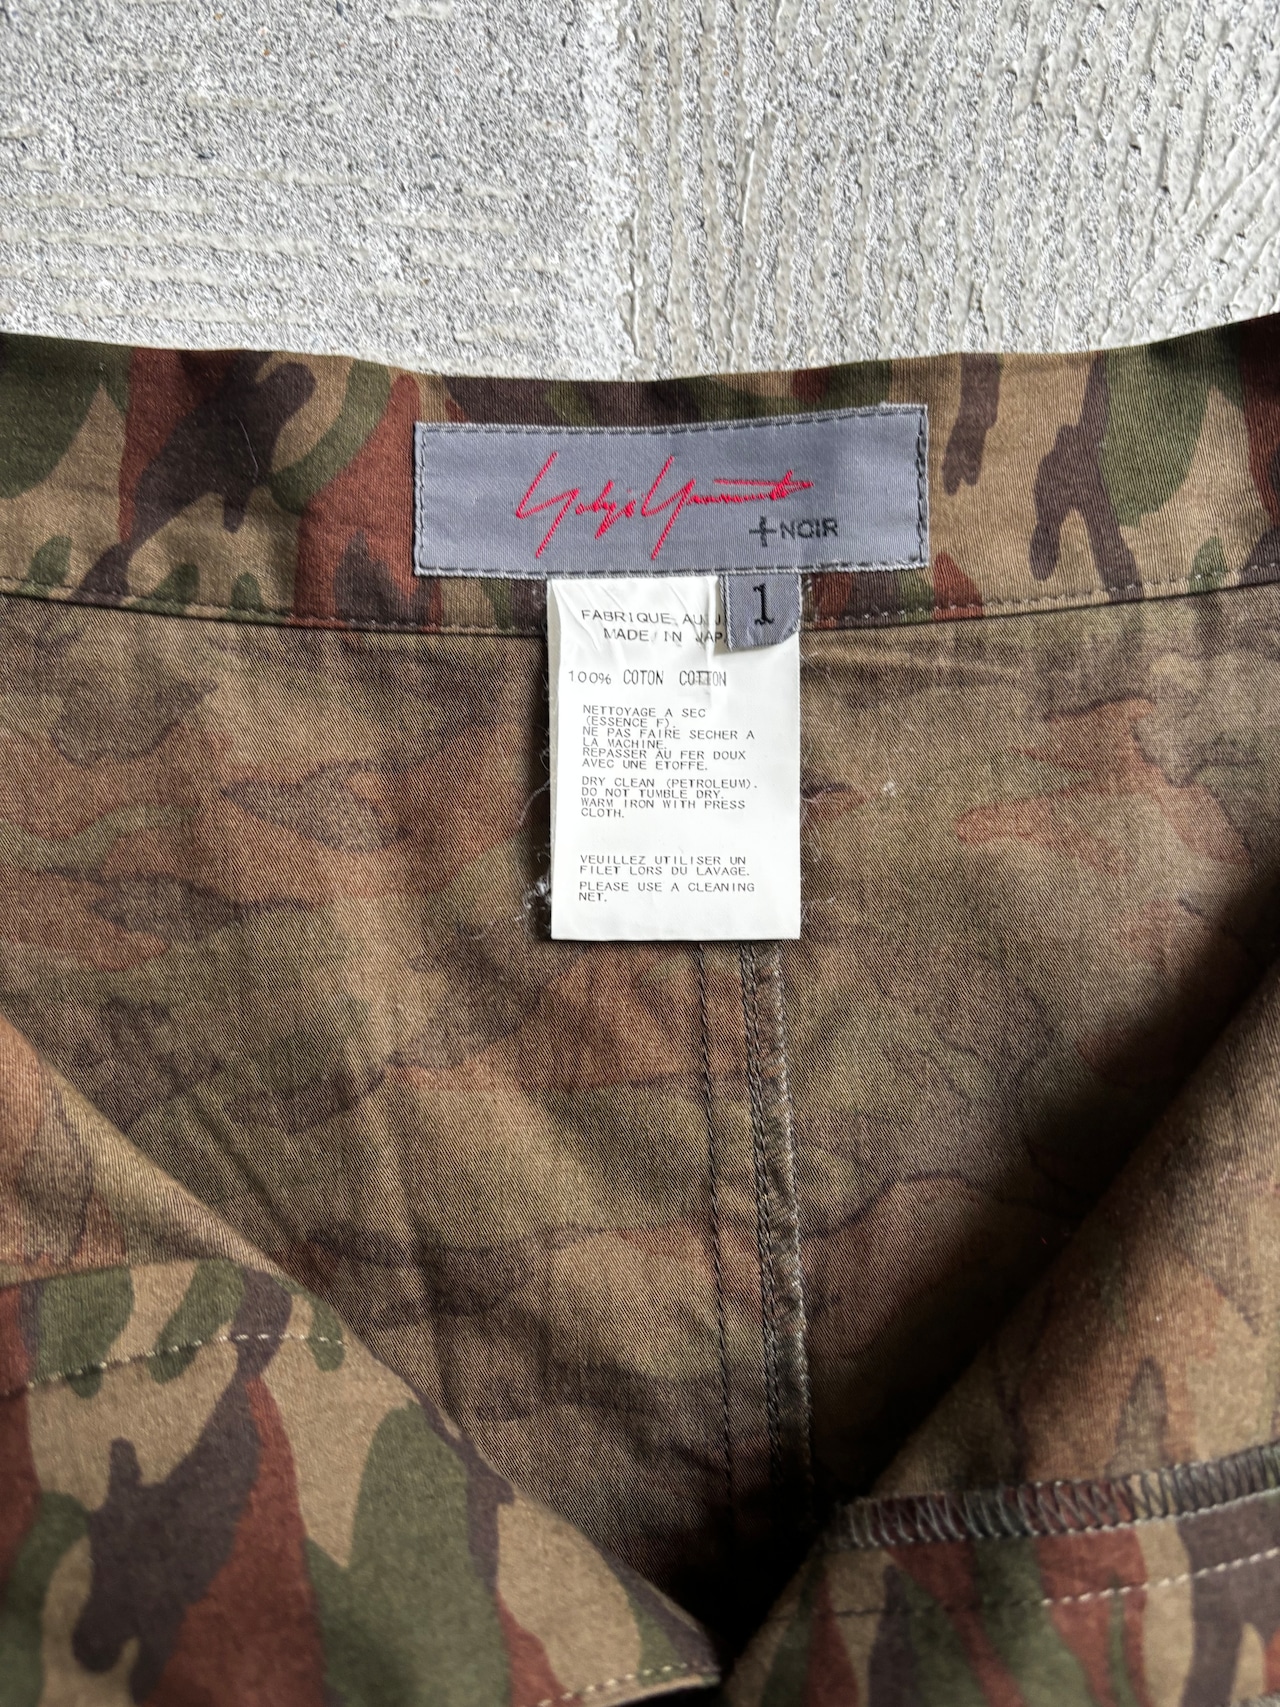 Yohji Yamamoto
+NOIR
1
FABRIQUE AU
MADE IN
100% COTON COTTON
NETTOYAGE A SEC
(ESSENCE F).
NE PAS FAIRE SECHER A
LA MACHINE.
REPASSER AU FER DOUX
AVEC UNE ETOFFE.
DRY CLEAN (PETROLEUM).
DO NOT TUMBLE DRY.
WARM IRON WITH PRESS
CLOTH.
VEUILLEZ UTILISER UN
FILET LORS DU LAVAGE.
PLEASE USE A CLEANING
NET.